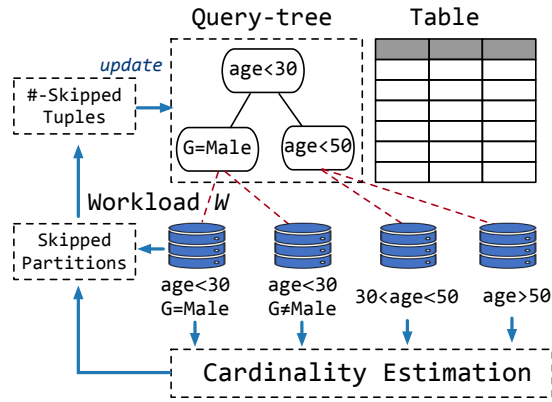 Query-tree
Table
update
age<30
#-Skipped
Tuples
G=Male
age<50
Workload W
Skipped
Partitions
age<30
G=Male
age<30
G≠Male
30<age<50
age>50
Cardinality Estimation